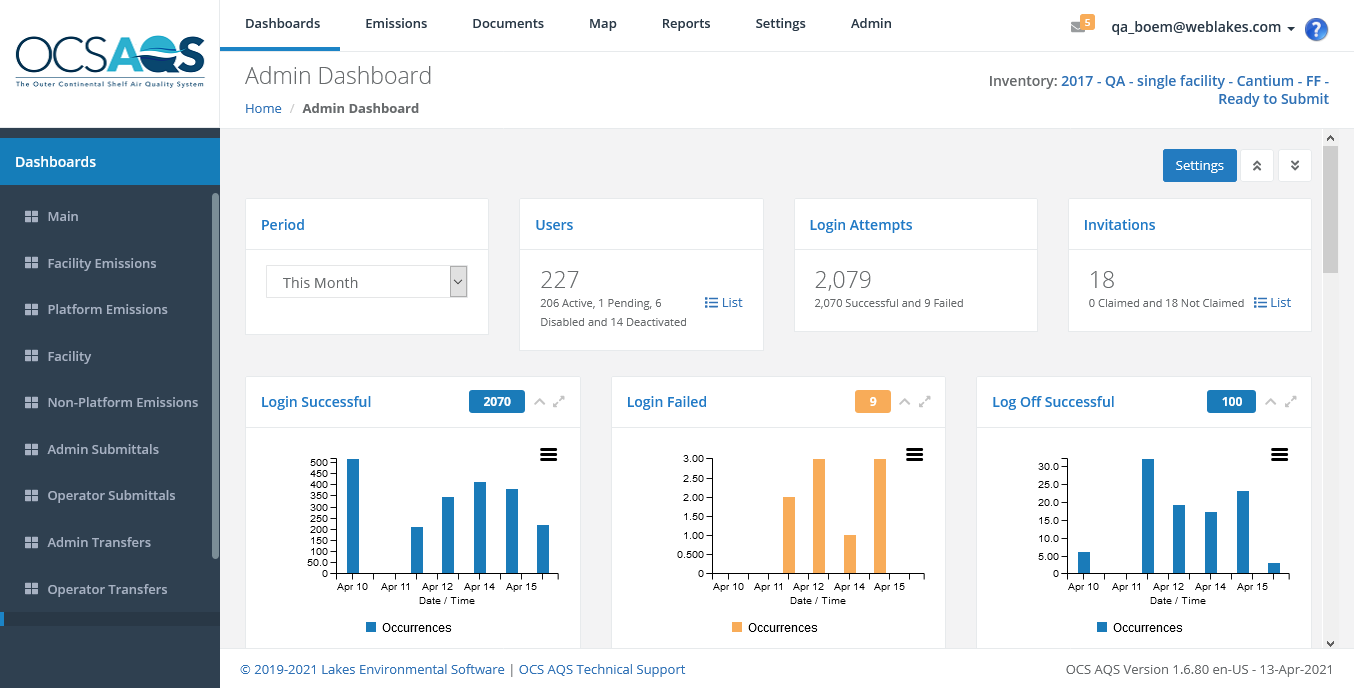 OCSAQS
The Outer Continental Shelf Air Quality System
Dashboards
Emissions
Documents
Map
Reports
Settings
Admin
5
qa_boem@weblakes.com
?
Admin Dashboard
Home / Admin Dashboard
Inventory: 2017 - QA - single facility - Cantium - FF -
Ready to Submit
Dashboards
Main
Facility Emissions
Platform Emissions
Facility
Non-Platform Emissions
Admin Submittals
Operator Submittals
Admin Transfers
Operator Transfers
Settings
Period
This Month
Users
227
206 Active, 1 Pending, 6
Disabled and 14 Deactivated
List
Login Attempts
2,079
2,070 Successful and 9 Failed
Invitations
18
0 Claimed and 18 Not Claimed
List
Login Successful
2070
500
450
400
350
300
250
200
150
100
50.0
0
Apr 10 Apr 11 Apr 12 Apr 14 Apr 15
Date / Time
Occurrences
Login Failed
9
3.00
2.50
2.00
1.50
1.00
0.500
0
Apr 10 Apr 11 Apr 12 Apr 14 Apr 15
Date / Time
Occurrences
Log Off Successful
100
30.0
25.0
20.0
15.0
10.0
5.00
0
Apr 10 Apr 11 Apr 12 Apr 14 Apr 15
Date / Time
Occurrences
© 2019-2021 Lakes Environmental Software | OCS AQS Technical Support
OCS AQS Version 1.6.80 en-US - 13-Apr-2021